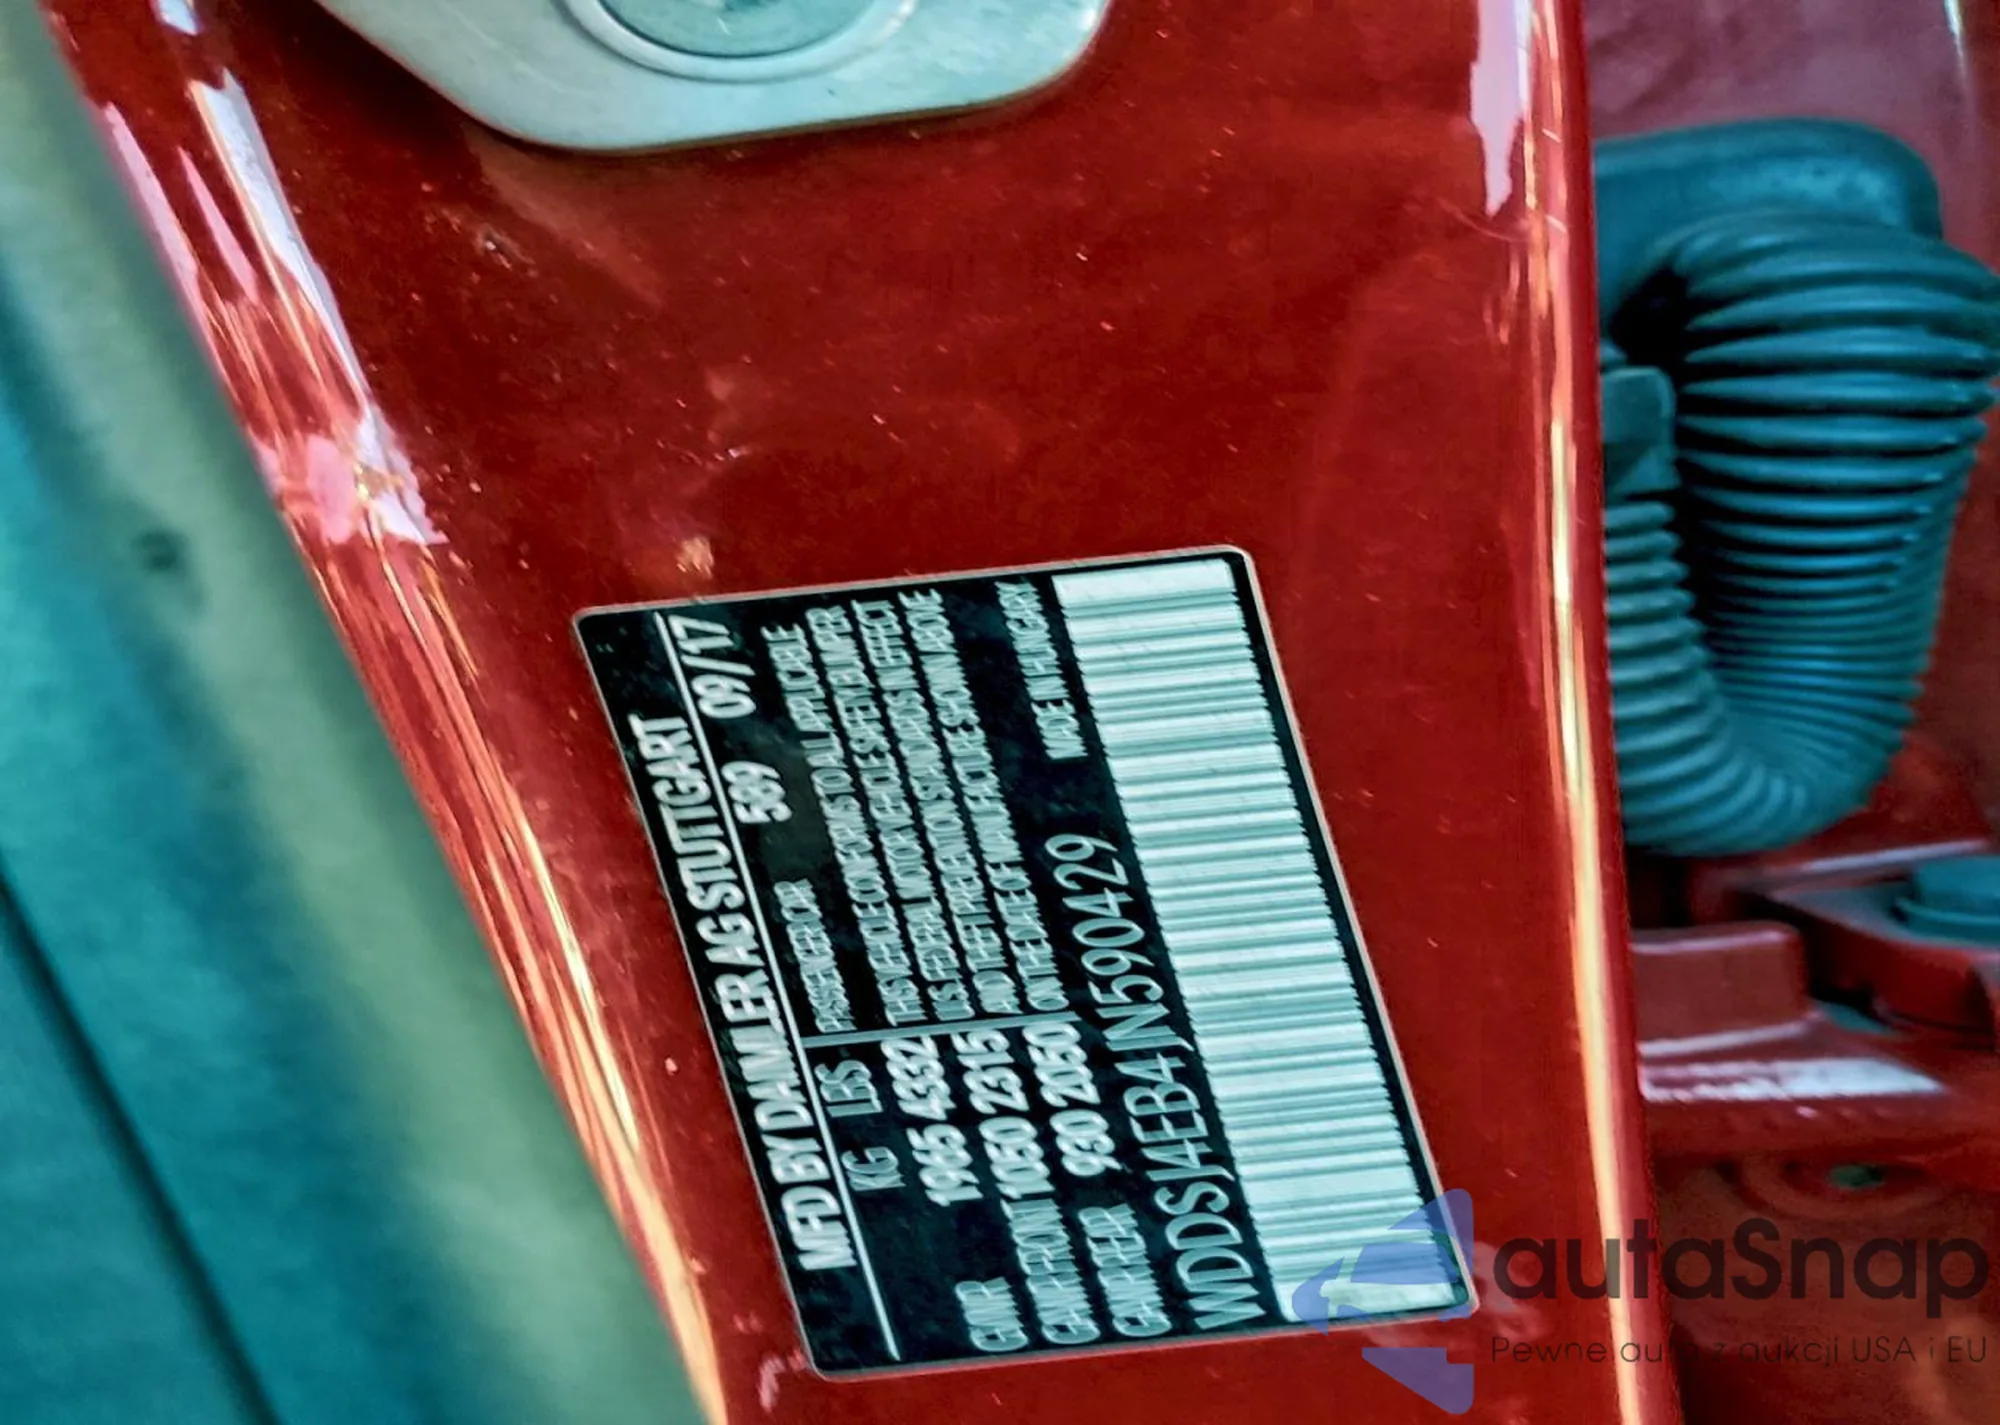 MFD BY DAIMLER AG STUTTGART
589 09/17
KG LBS
PASSENGER CAR
GVWR 1965 4332
GAWR FRONT 1050 2315
GAWR REAR 930 2050
THIS VEHICLE CONFORMS TO ALL APPLICABLE
U.S. FEDERAL MOTOR VEHICLE SAFETY, BUMPER,
AND THEFT PREVENTION STANDARDS IN EFFECT
ON THE DATE OF MANUFACTURE SHOWN ABOVE
MADE IN HUNGARY
WDDSJ4EB4JN590429
autaSnap
Pewne auta z aukcji USA i EU